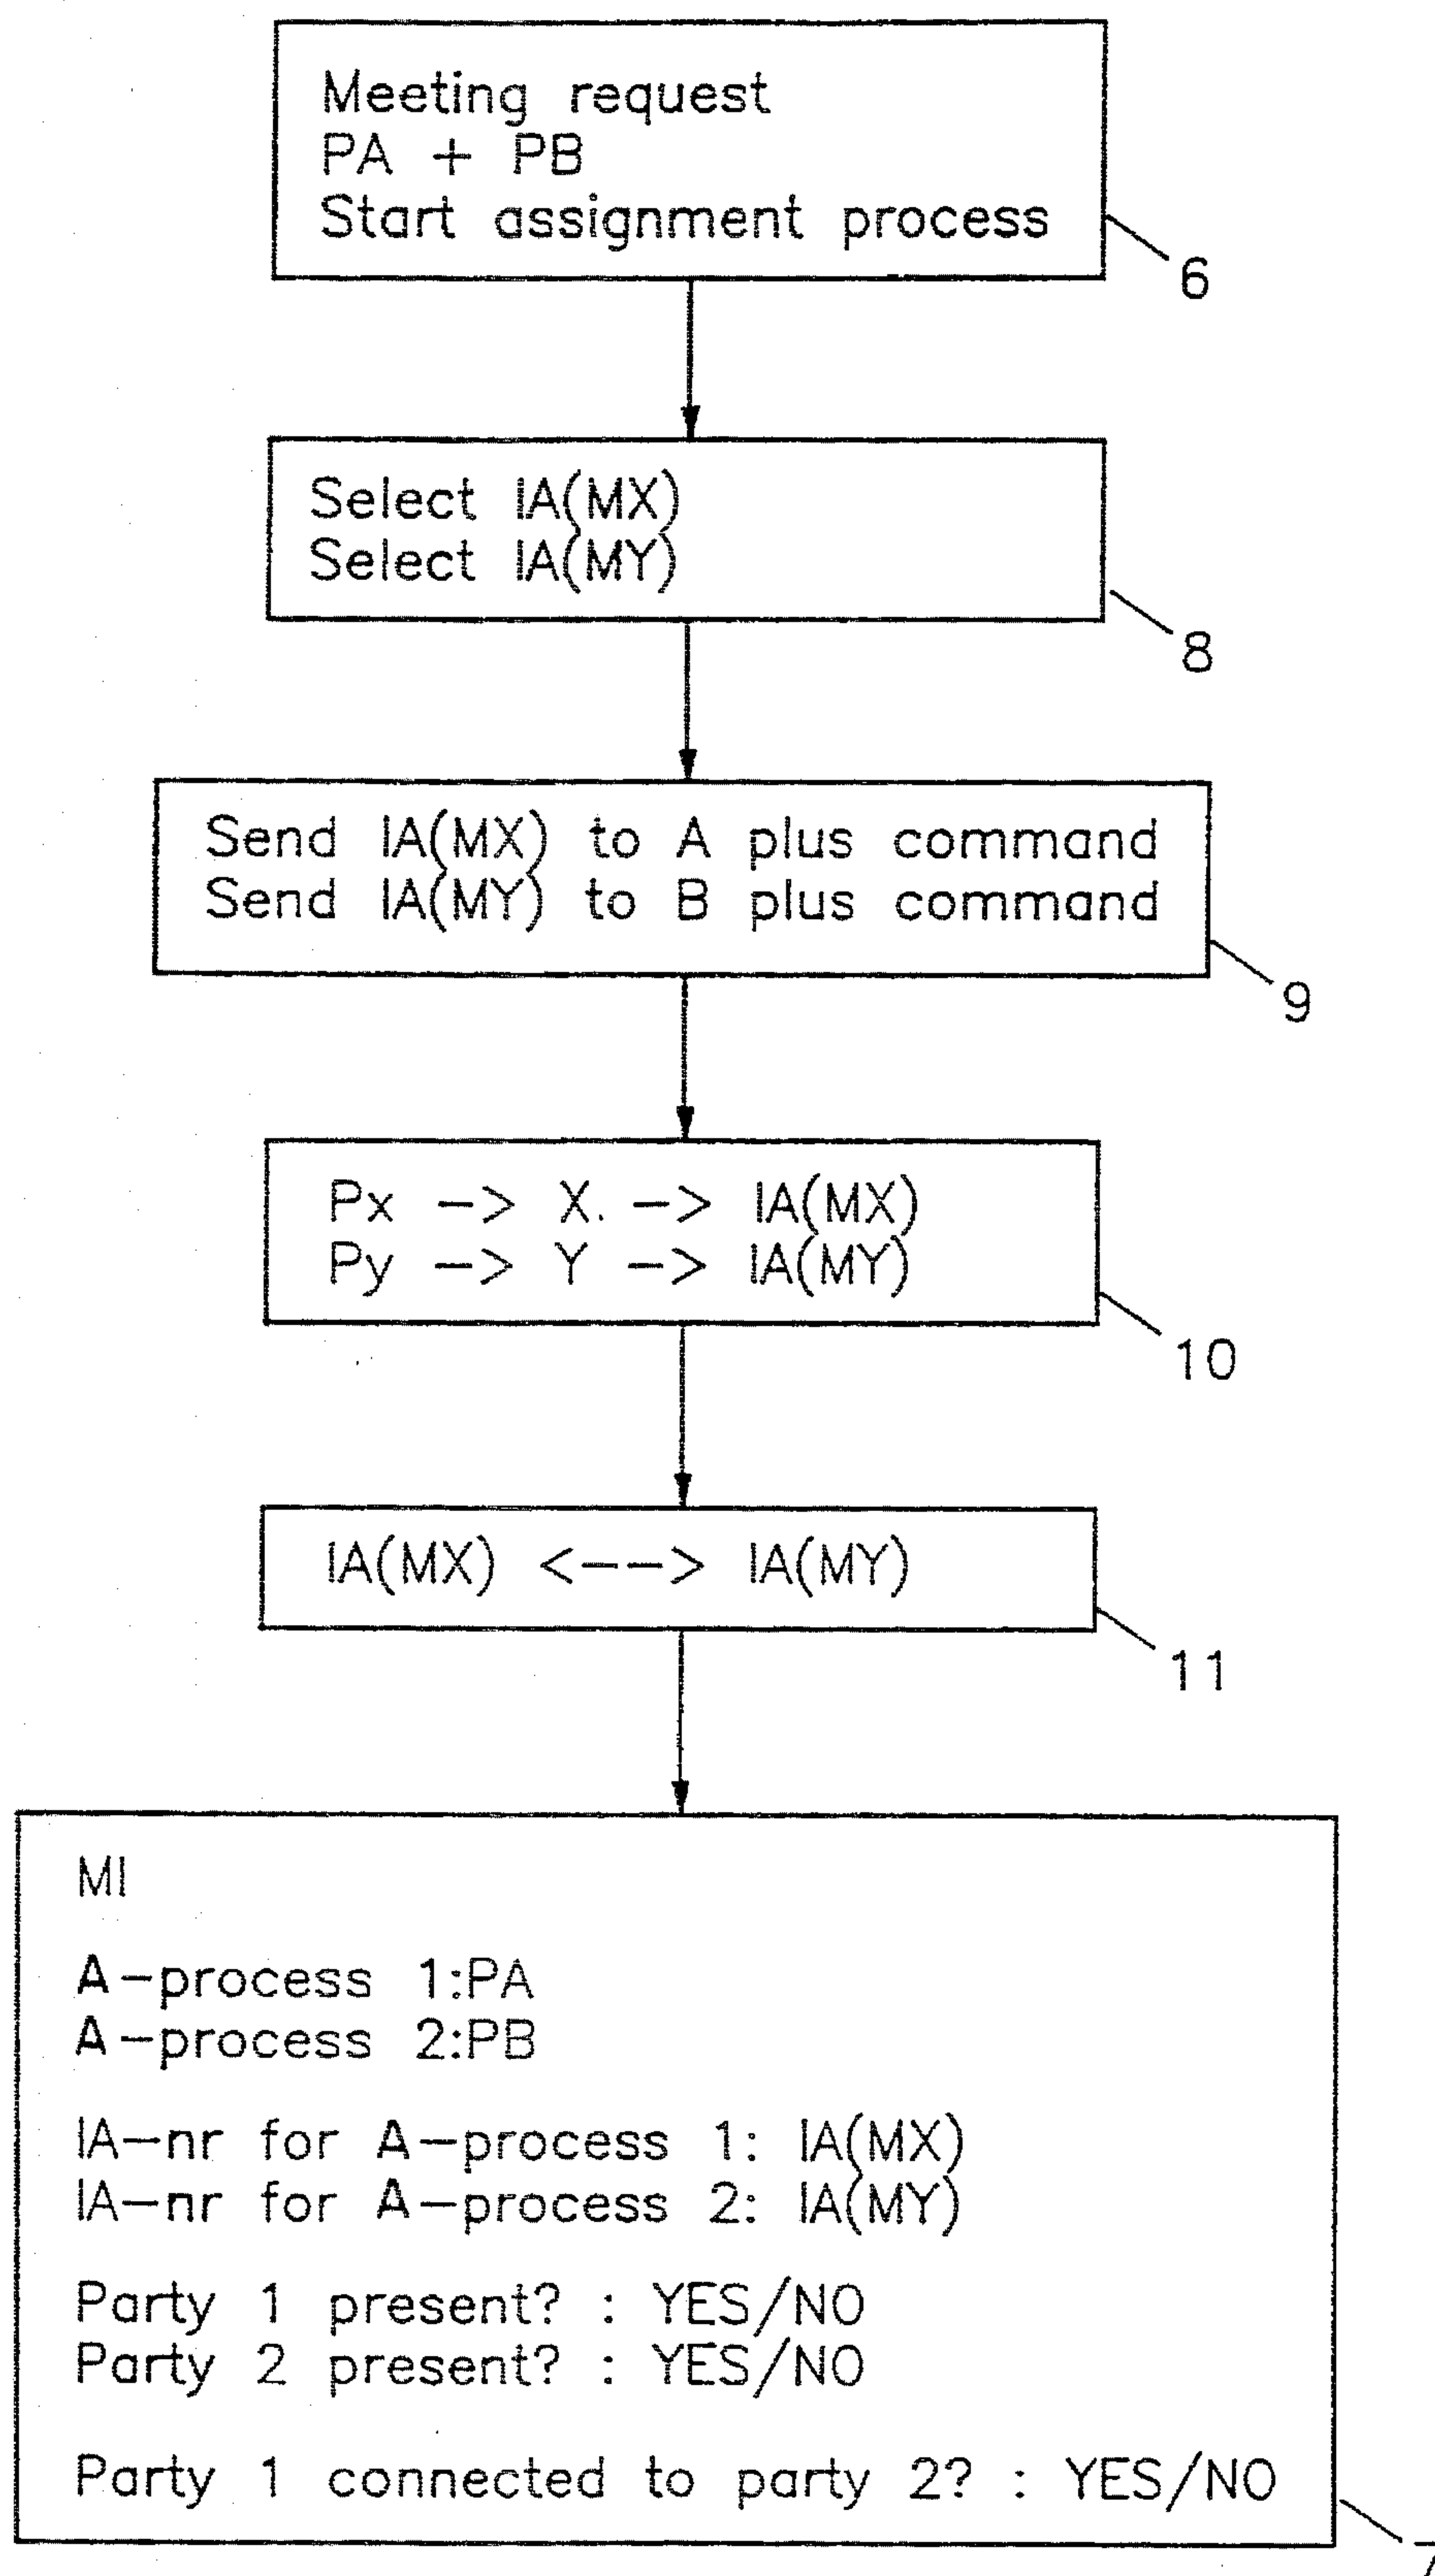 Meeting request
PA + PB
Start assignment process
6
Select IA(MX)
Select IA(MY)
8
Send IA(MX) to A plus command
Send IA(MY) to B plus command
9
Px -> X. -> IA(MX)
Py -> Y -> IA(MY)
10
IA(MX) <--> IA(MY)
11
MI
A-process 1:PA
A-process 2:PB
IA-nr for A-process 1: IA(MX)
IA-nr for A-process 2: IA(MY)
Party 1 present? : YES/NO
Party 2 present? : YES/NO
Party 1 connected to party 2? : YES/NO